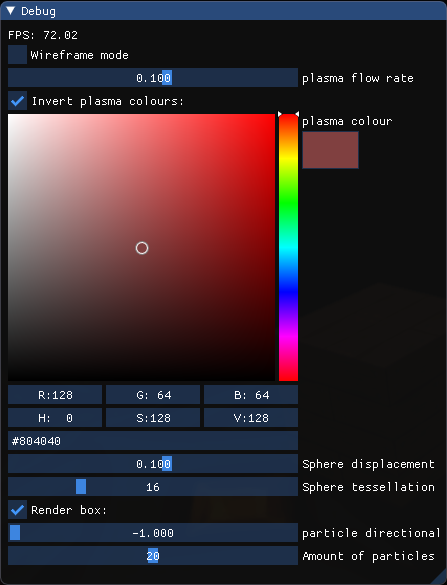 Debug
FPS: 72.02
Wireframe mode
0.100 plasma flow rate
Invert plasma colours:
plasma colour
R:128 G: 64 B: 64
H: 0 S:128 V:128
#804040
0.100 Sphere displacement
16 Sphere tessellation
Render box:
-1.000 particle directional
20 Amount of particles